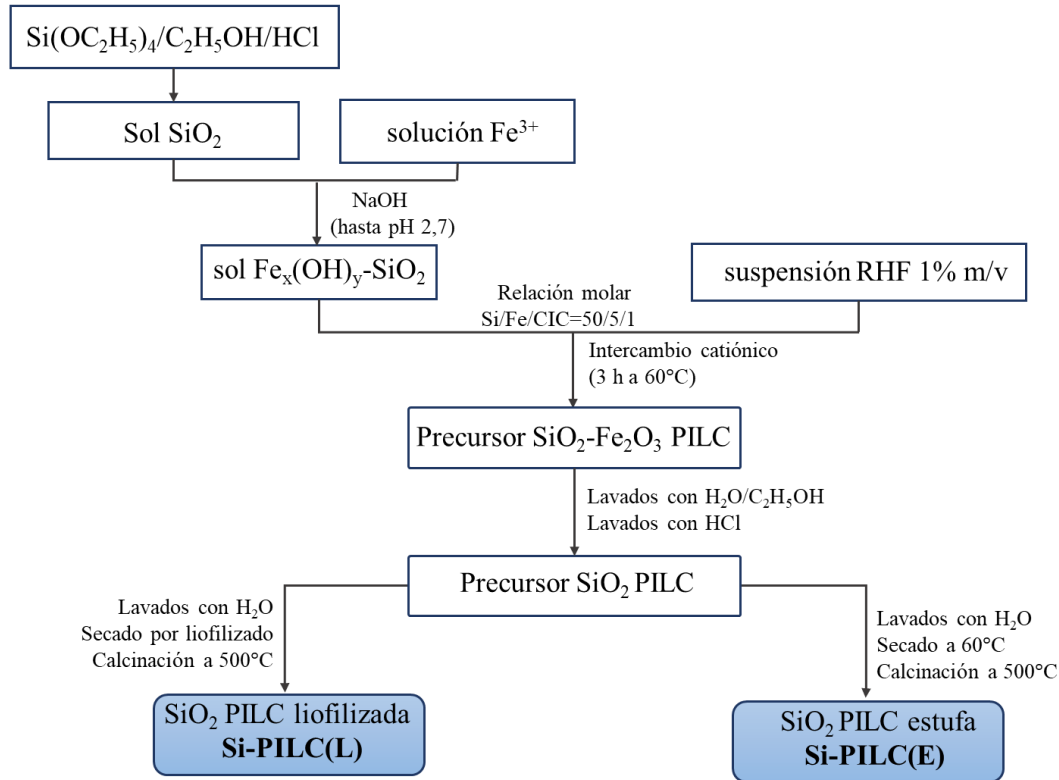 Si(OC₂H₅)₄/C₂H₅OH/HCl
Sol SiO₂
solución Fe³⁺
NaOH
(hasta pH 2,7)
sol Feₓ(OH)ᵧ-SiO₂
suspensión RHF 1% m/v
Relación molar
Si/Fe/CIC=50/5/1
Intercambio catiónico
(3 h a 60°C)
Precursor SiO₂-Fe₂O₃ PILC
Lavados con H₂O/C₂H₅OH
Lavados con HCl
Precursor SiO₂ PILC
Lavados con H₂O
Secado por liofilizado
Calcinación a 500°C
Lavados con H₂O
Secado a 60°C
Calcinación a 500°C
SiO₂ PILC liofilizada
Si-PILC(L)
SiO₂ PILC estufa
Si-PILC(E)